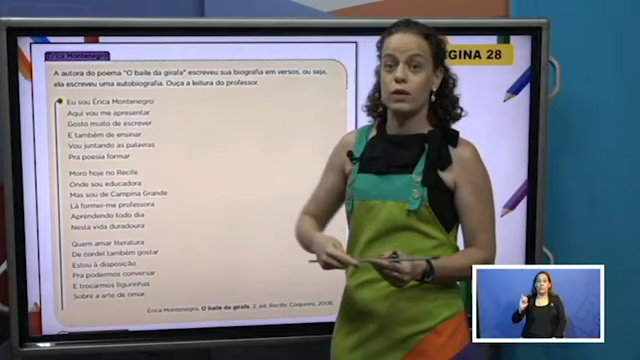 Érica Montenegro
GINA 28
A autora do poema "O baile da girafa" escreveu sua biografia em versos, ou seja,
ela escreveu uma autobiografia. Ouça a leitura do professor.
Eu sou Érica Montenegro
Aqui vou me apresentar
Gosto muito de escrever
E também de ensinar
Vou juntando as palavras
Pra poesia formar
Moro hoje no Recife
Onde sou educadora
Mas sou de Campina Grande
Lá formei-me professora
Aprendendo todo dia
Nesta vida duradoura
Quem amar literatura
De cordel também gostar
Estou à disposição
Pra podermos conversar
E trocarmos figurinhas
Sobre a arte de rimar.
Érica Montenegro. O baile da girafa. 2. ed. Recife: Coqueiro, 2008.